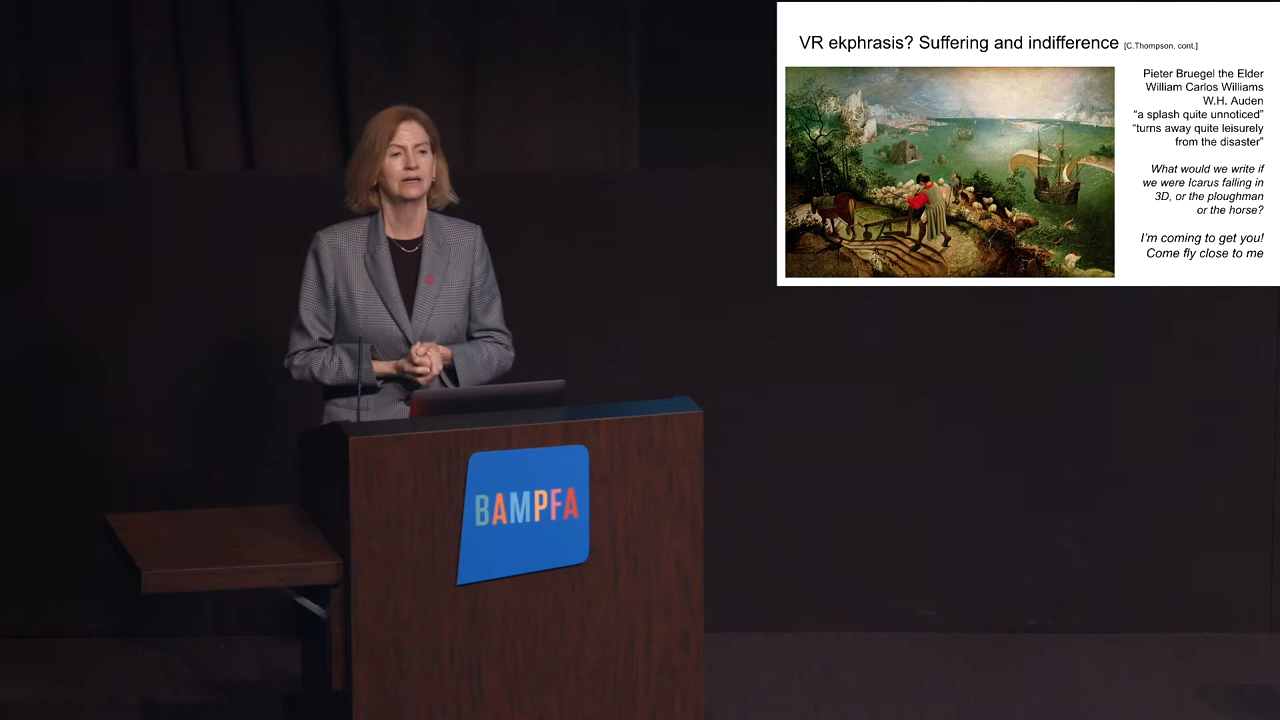 VR ekphrasis? Suffering and indifference [C.Thompson, cont.]
Pieter Bruegel the Elder
William Carlos Williams
W.H. Auden
“a splash quite unnoticed”
“turns away quite leisurely
from the disaster”
What would we write if
we were Icarus falling in
3D, or the ploughman
or the horse?
I’m coming to get you!
Come fly close to me
BAMPFA